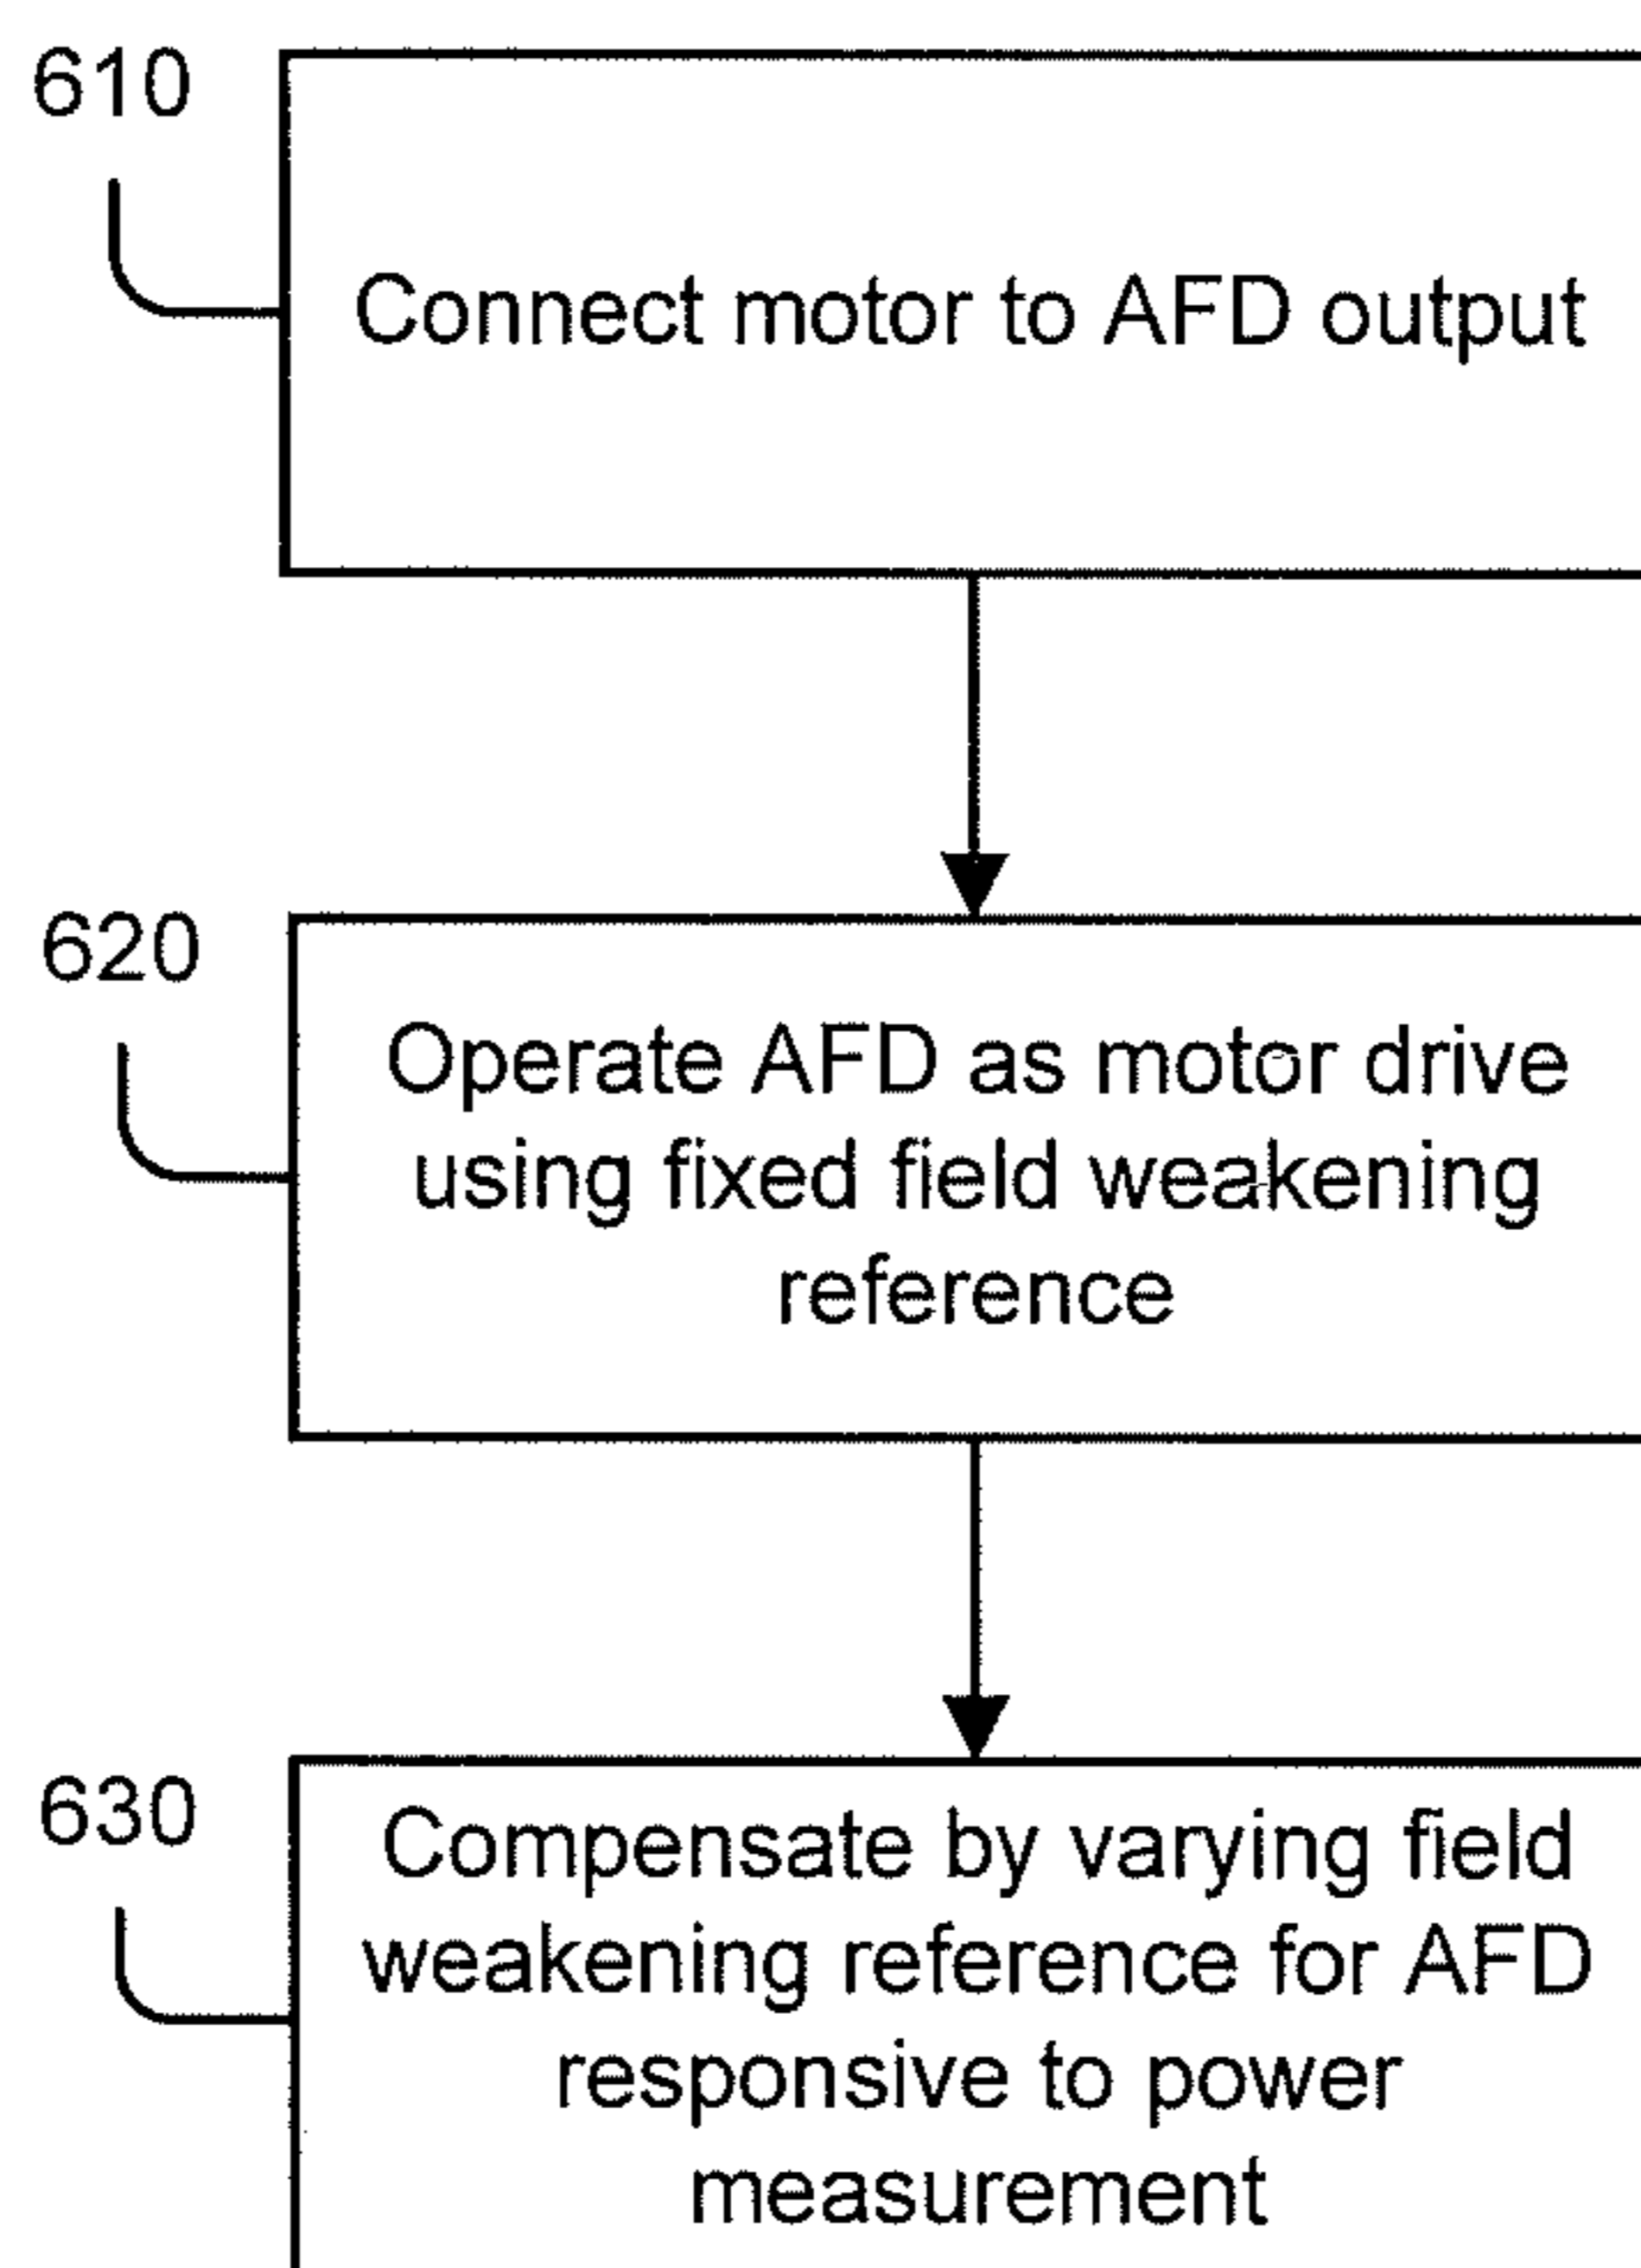 610
Connect motor to AFD output
620
Operate AFD as motor drive
using fixed field weakening
reference
630
Compensate by varying field
weakening reference for AFD
responsive to power
measurement